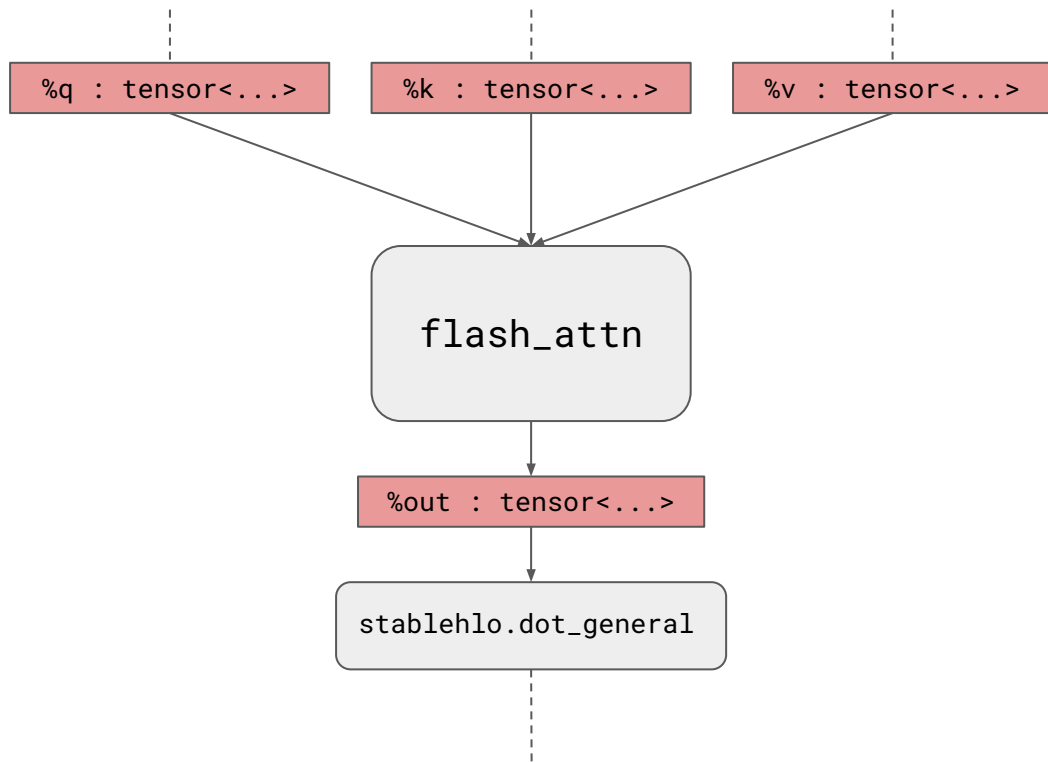 %q : tensor<...>
%k : tensor<...>
%v : tensor<...>
flash_attn
%out : tensor<...>
stablehlo.dot_general